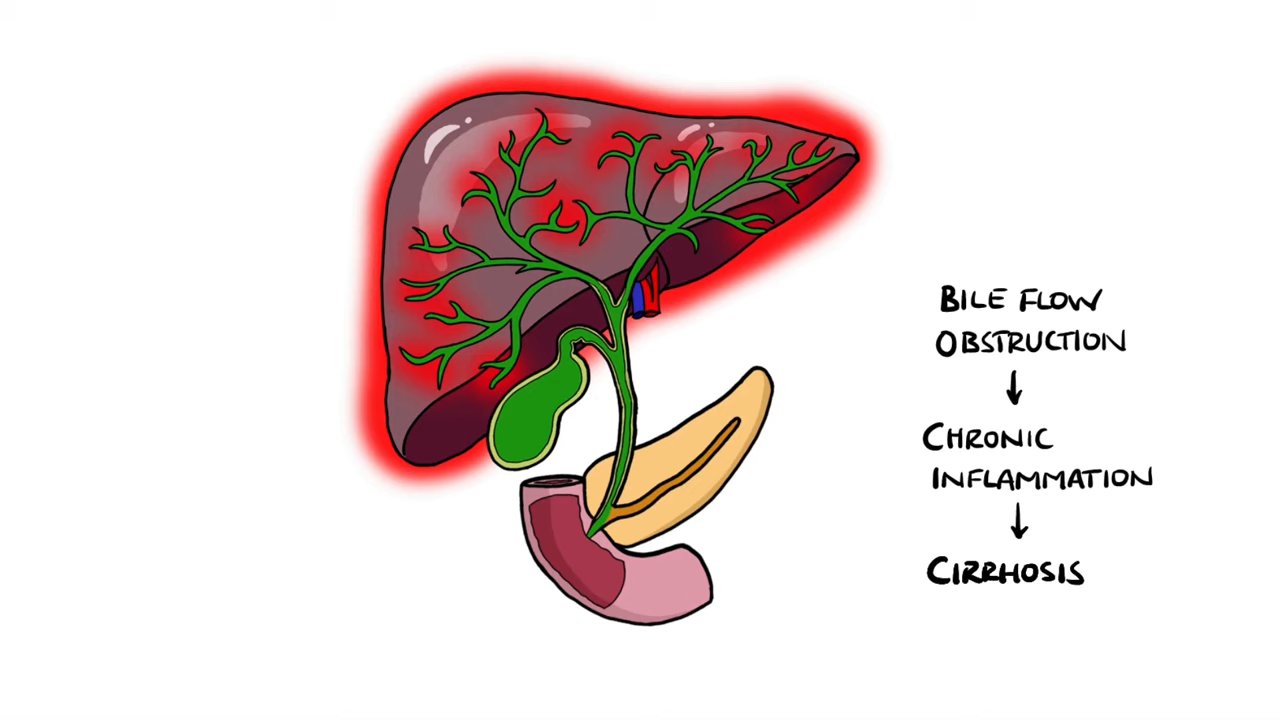 BILE FLOW
OBSTRUCTION
↓
CHRONIC
INFLAMMATION
↓
CIRRHOSIS